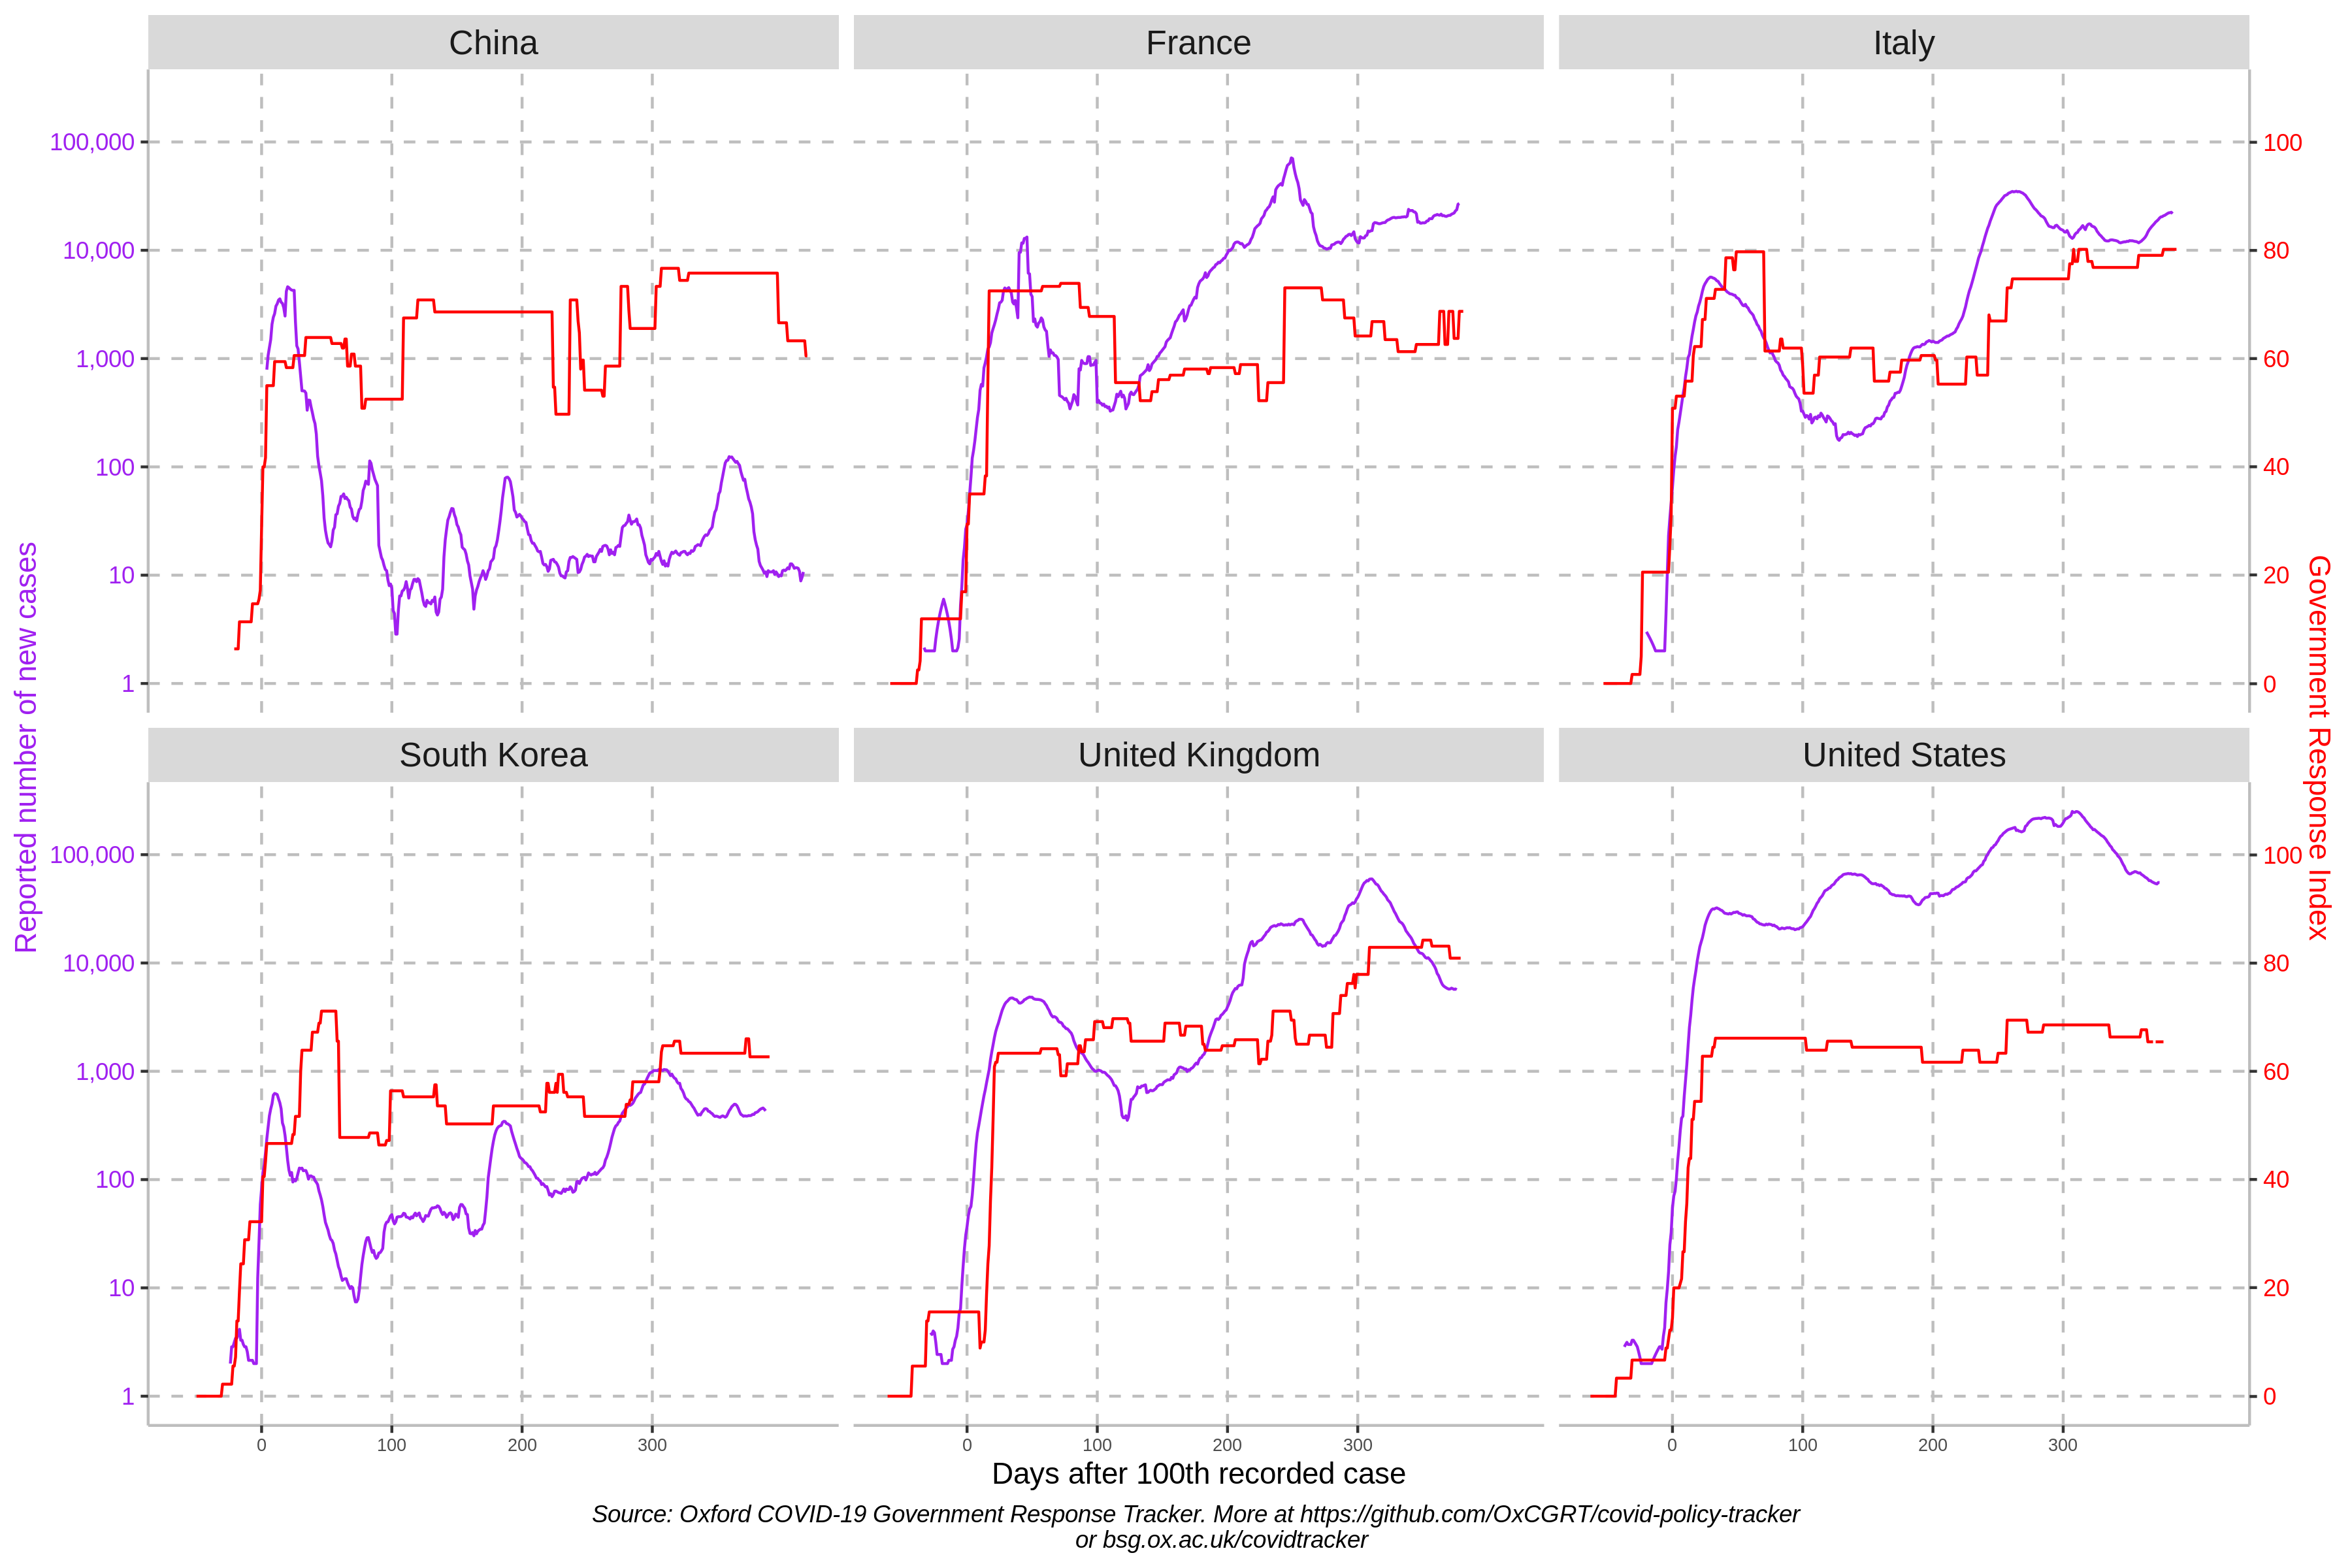 China
France
Italy
100,000
10,000
1,000
100
10
1
100
80
60
40
20
0
Reported number of new cases
Government Response Index
South Korea
United Kingdom
United States
100,000
10,000
1,000
100
10
1
100
80
60
40
20
0
0 100 200 300
0 100 200 300
0 100 200 300
Days after 100th recorded case
Source: Oxford COVID-19 Government Response Tracker. More at https://github.com/OxCGRT/covid-policy-tracker
or bsg.ox.ac.uk/covidtracker